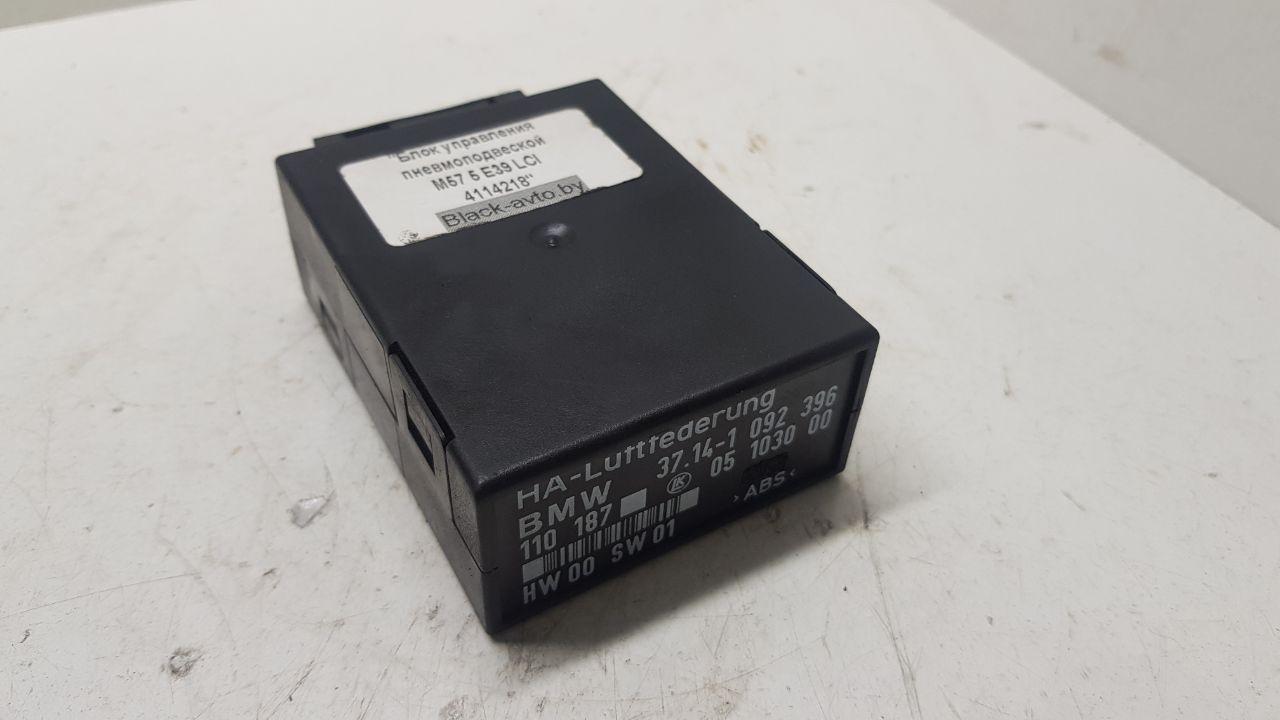 "Блок управления
пневмоподвеской
M57 5 E39 LCI
4114218"
Black-avto.by
HA-Luftfederung
BMW 37.14-1 092 396
110 187 LK 05 1030 00
HW 00 SW 01
>ABS<